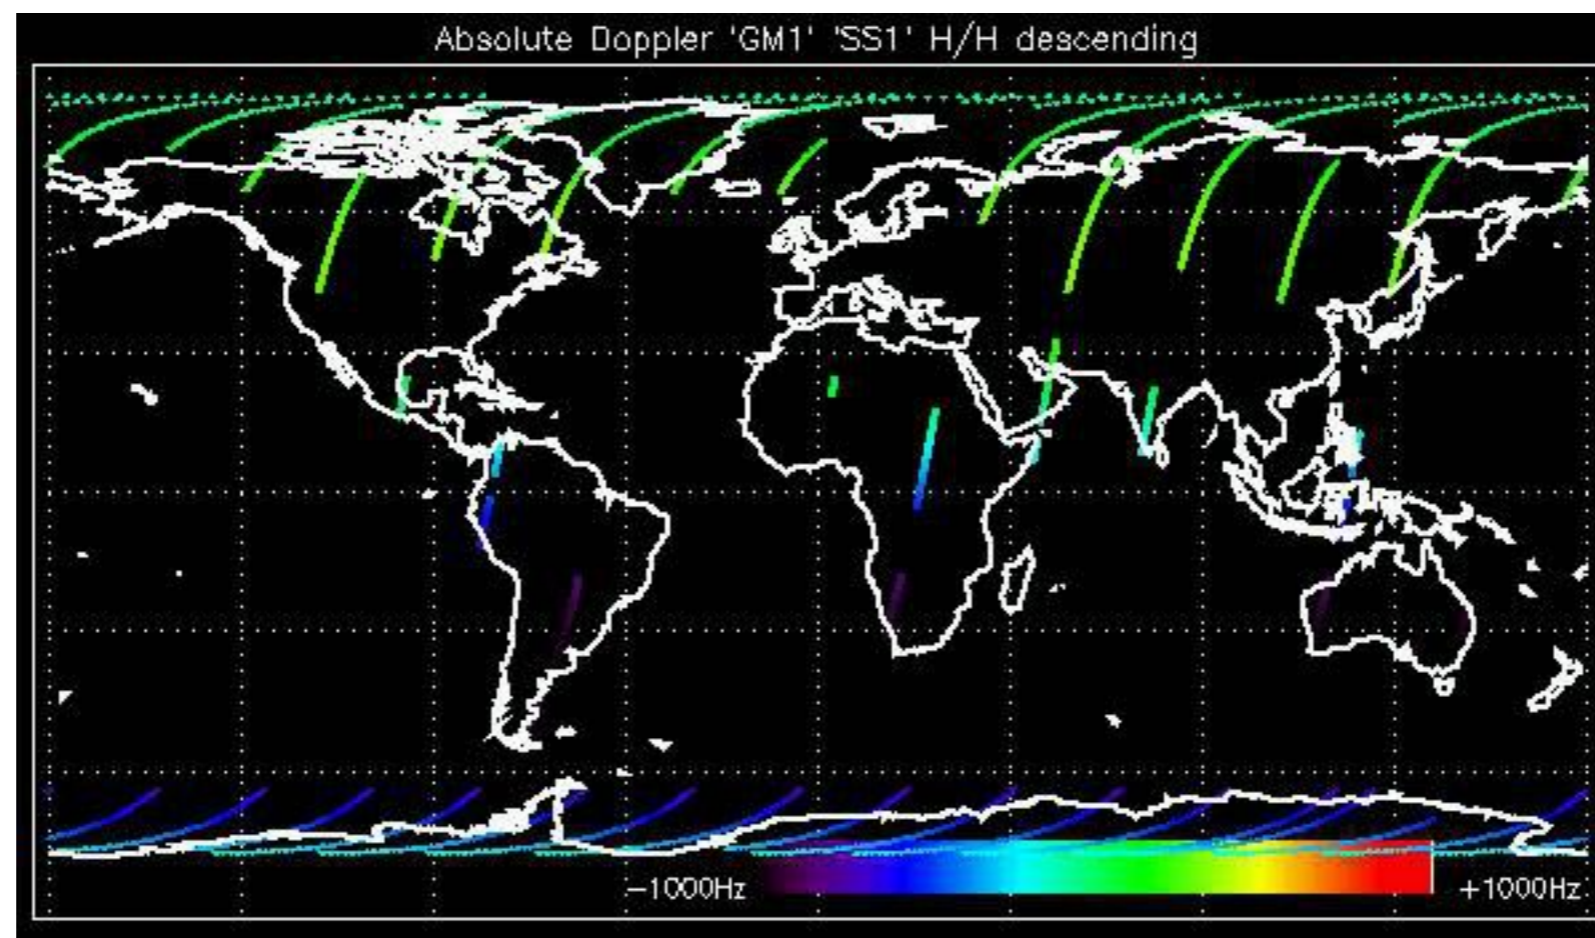 Absolute Doppler 'GM1' 'SS1' H/H descending
−1000Hz
+1000Hz